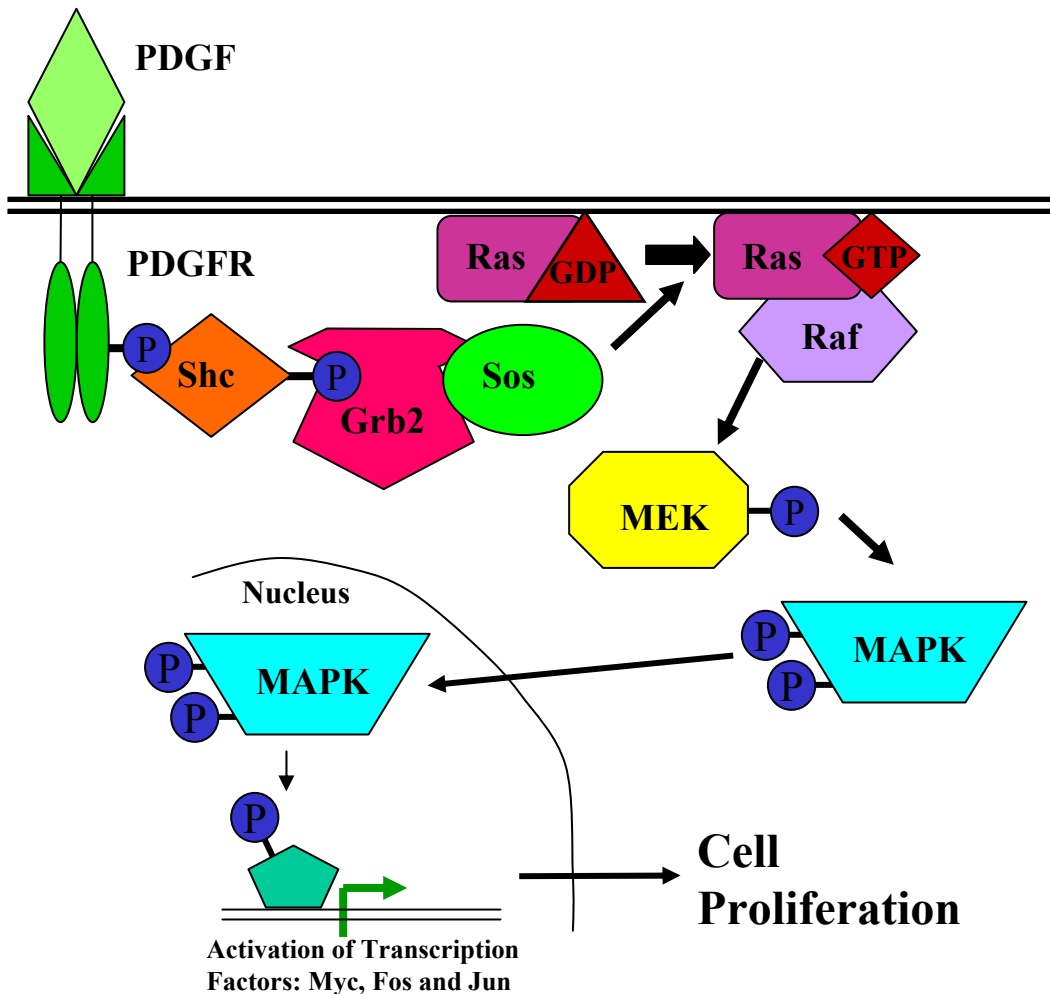 PDGF
PDGFR
Ras
GDP
Ras
GTP
Raf
P
Shc
P
Grb2
Sos
MEK
P
Nucleus
P
P
MAPK
P
P
MAPK
P
Cell
Proliferation
Activation of Transcription
Factors: Myc, Fos and Jun